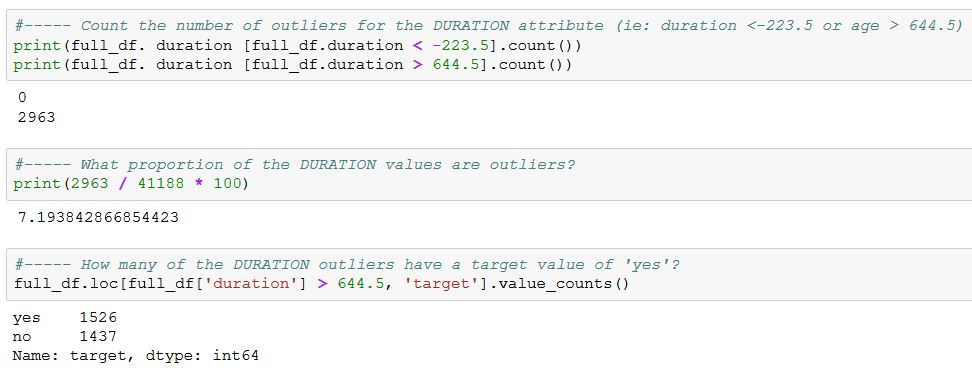 #----- Count the number of outliers for the DURATION attribute (ie: duration <-223.5 or age > 644.5)
print(full_df. duration [full_df.duration < -223.5].count())
print(full_df. duration [full_df.duration > 644.5].count())
0
2963
#----- What proportion of the DURATION values are outliers?
print(2963 / 41188 * 100)
7.193842866854423
#----- How many of the DURATION outliers have a target value of 'yes'?
full_df.loc[full_df['duration'] > 644.5, 'target'].value_counts()
yes    1526
no     1437
Name: target, dtype: int64